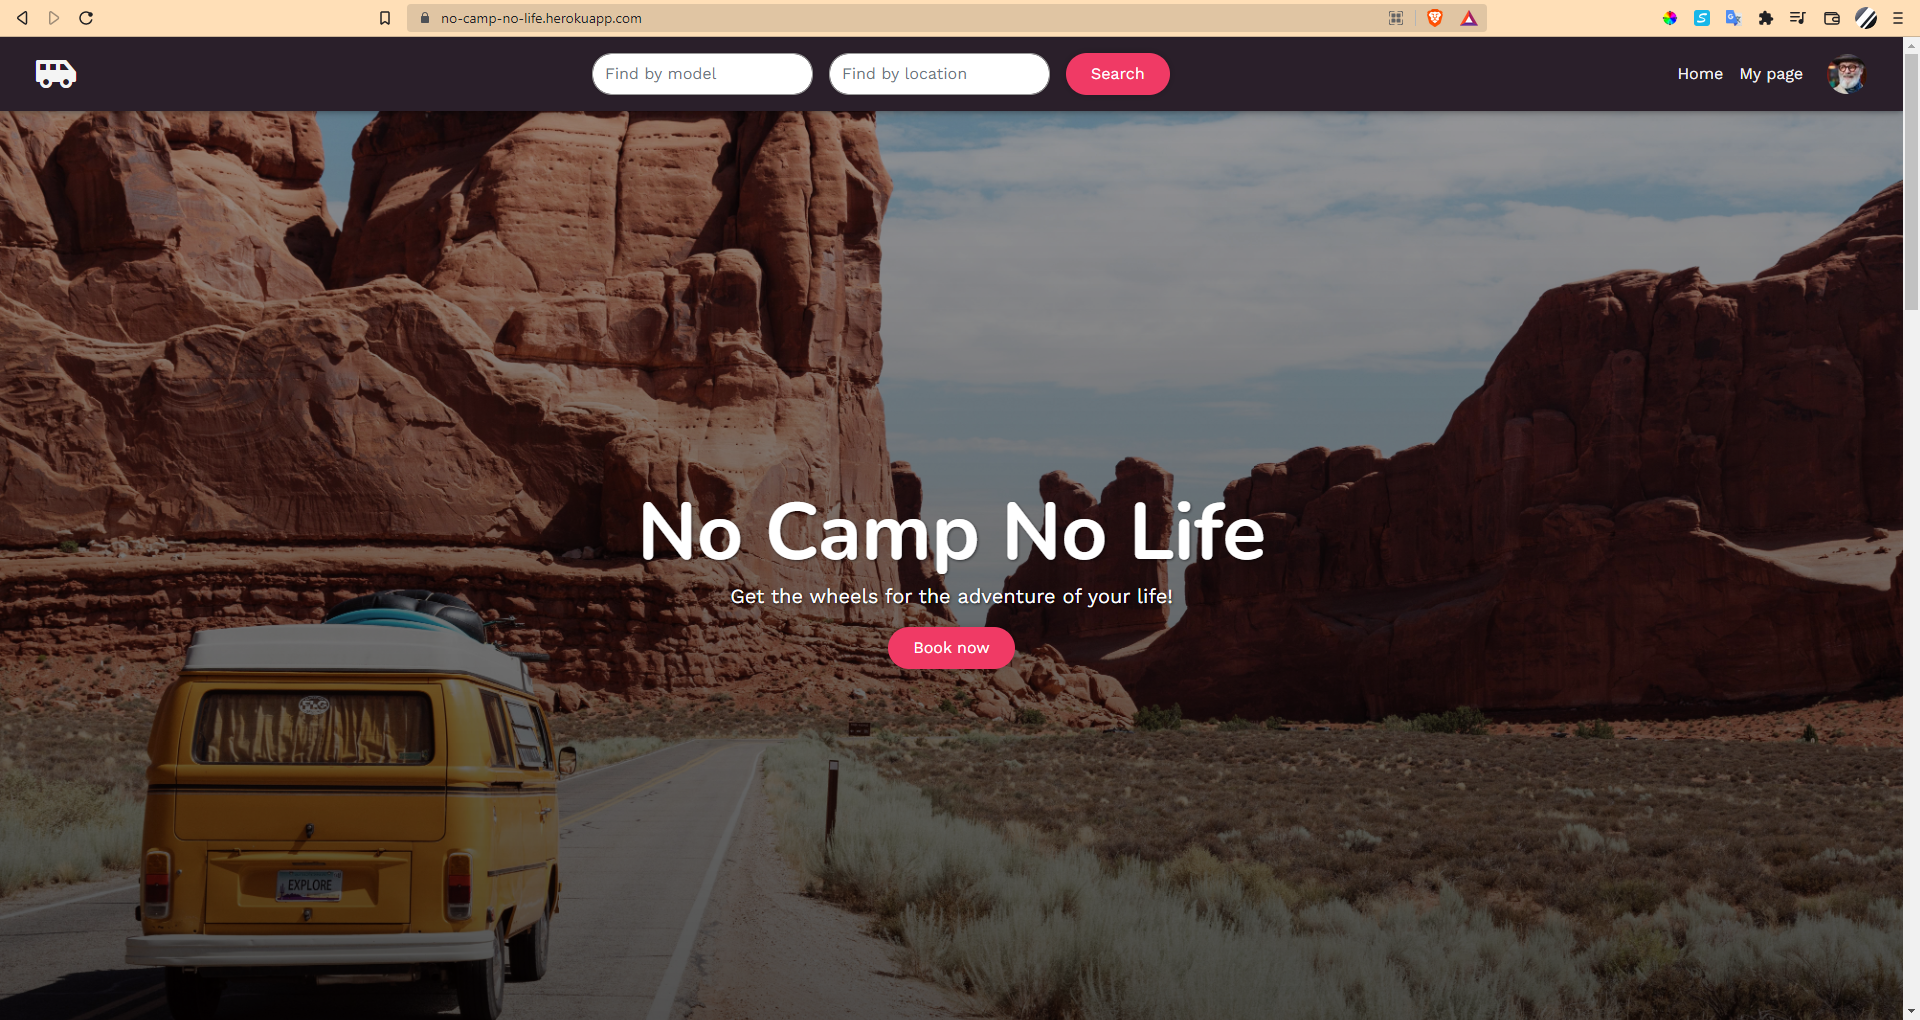 no-camp-no-life.herokuapp.com
Find by model
Find by location
Search
Home
My page
No Camp No Life
Get the wheels for the adventure of your life!
Book now
EXPLORE